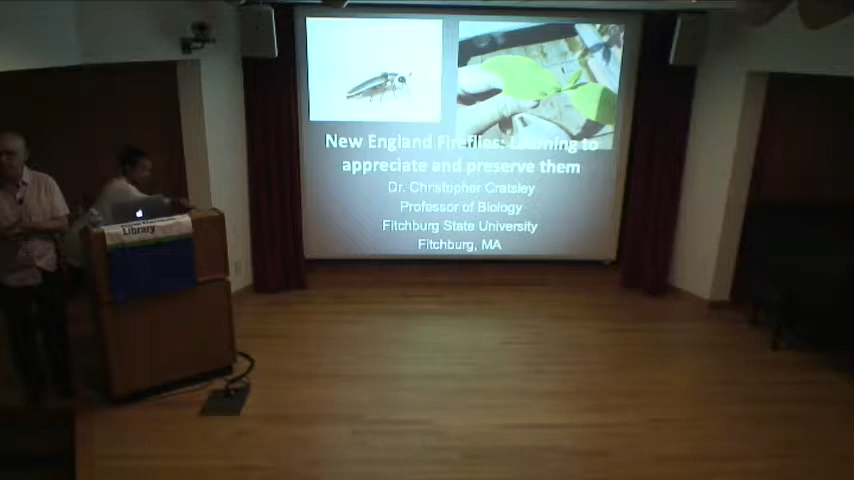 New England Fireflies: Learning to
appreciate and preserve them
Dr. Christopher Cratsley
Professor of Biology
Fitchburg State University
Fitchburg, MA
Library